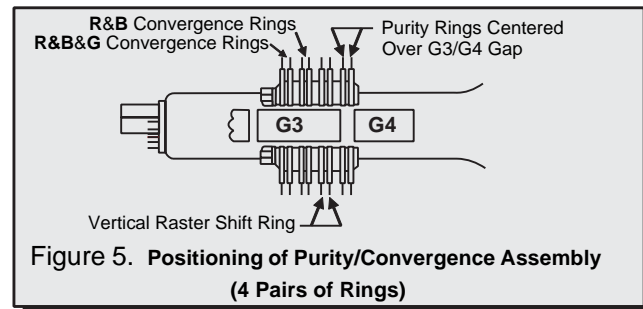 R&B Convergence Rings
R&B&G Convergence Rings
Purity Rings Centered
Over G3/G4 Gap
G3
G4
Vertical Raster Shift Ring
Figure 5. Positioning of Purity/Convergence Assembly
(4 Pairs of Rings)